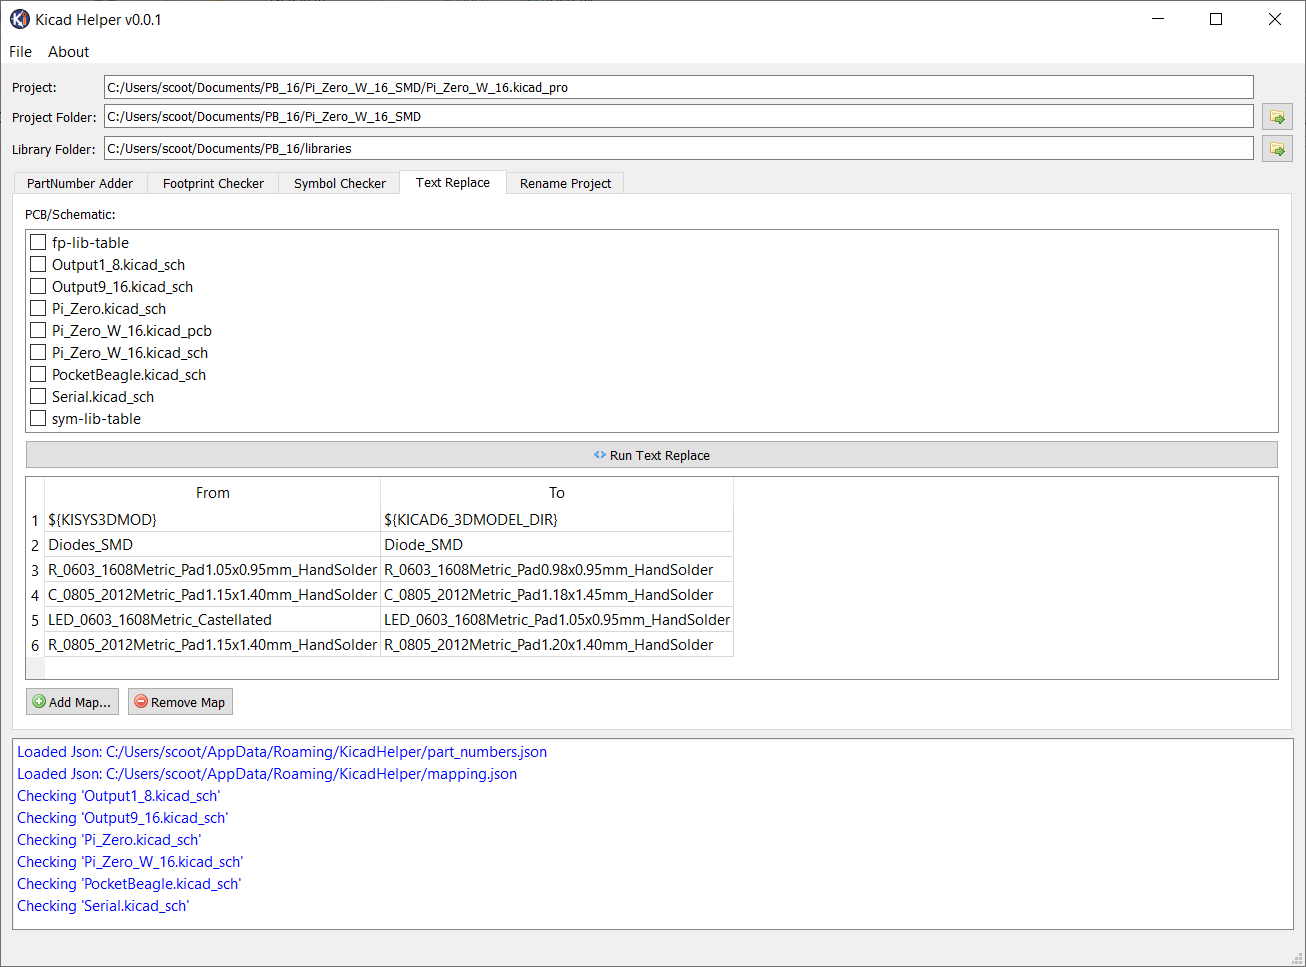 Kicad Helper v0.0.1
File About
Project: C:/Users/scoot/Documents/PB_16/Pi_Zero_W_16_SMD/Pi_Zero_W_16.kicad_pro
Project Folder: C:/Users/scoot/Documents/PB_16/Pi_Zero_W_16_SMD
Library Folder: C:/Users/scoot/Documents/PB_16/libraries
PartNumber Adder Footprint Checker Symbol Checker Text Replace Rename Project
PCB/Schematic:
fp-lib-table
Output1_8.kicad_sch
Output9_16.kicad_sch
Pi_Zero.kicad_sch
Pi_Zero_W_16.kicad_pcb
Pi_Zero_W_16.kicad_sch
PocketBeagle.kicad_sch
Serial.kicad_sch
sym-lib-table
Run Text Replace
From To
1 ${KISYS3DMOD} ${KICAD6_3DMODEL_DIR}
2 Diodes_SMD Diode_SMD
3 R_0603_1608Metric_Pad1.05x0.95mm_HandSolder R_0603_1608Metric_Pad0.98x0.95mm_HandSolder
4 C_0805_2012Metric_Pad1.15x1.40mm_HandSolder C_0805_2012Metric_Pad1.18x1.45mm_HandSolder
5 LED_0603_1608Metric_Castellated LED_0603_1608Metric_Pad1.05x0.95mm_HandSolder
6 R_0805_2012Metric_Pad1.15x1.40mm_HandSolder R_0805_2012Metric_Pad1.20x1.40mm_HandSolder
Add Map... Remove Map
Loaded Json: C:/Users/scoot/AppData/Roaming/KicadHelper/part_numbers.json
Loaded Json: C:/Users/scoot/AppData/Roaming/KicadHelper/mapping.json
Checking 'Output1_8.kicad_sch'
Checking 'Output9_16.kicad_sch'
Checking 'Pi_Zero.kicad_sch'
Checking 'Pi_Zero_W_16.kicad_sch'
Checking 'PocketBeagle.kicad_sch'
Checking 'Serial.kicad_sch'